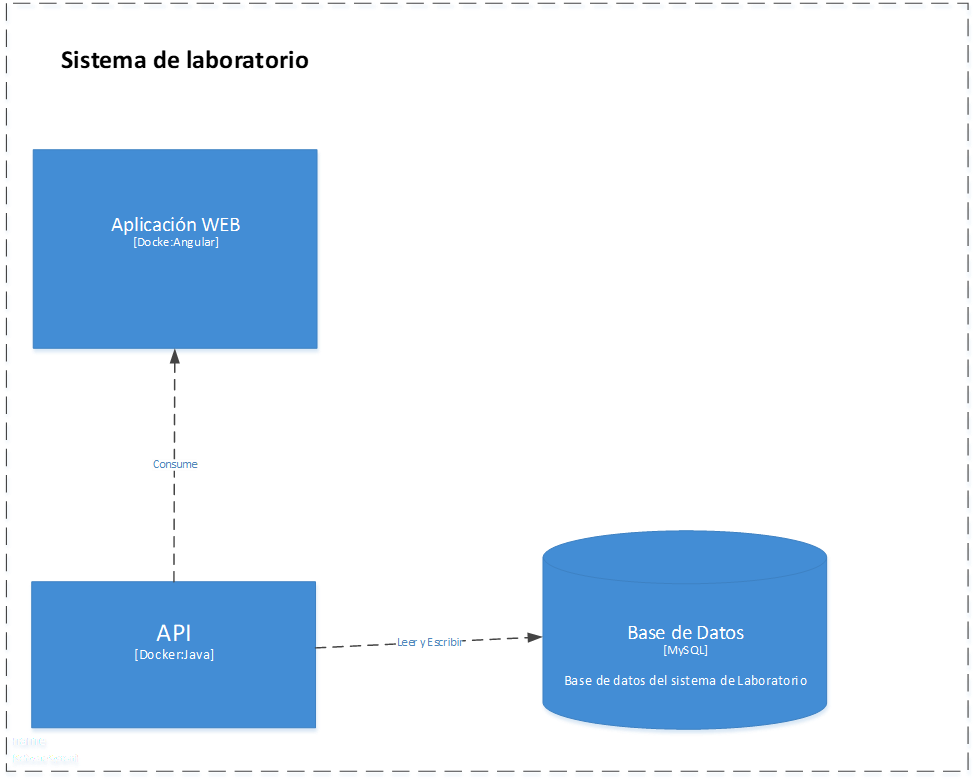 Sistema de laboratorio
Aplicación WEB
[Docke:Angular]
Consume
API
[Docker:Java]
Leer y Escribir
Base de Datos
[MySQL]
Base de datos del sistema de Laboratorio